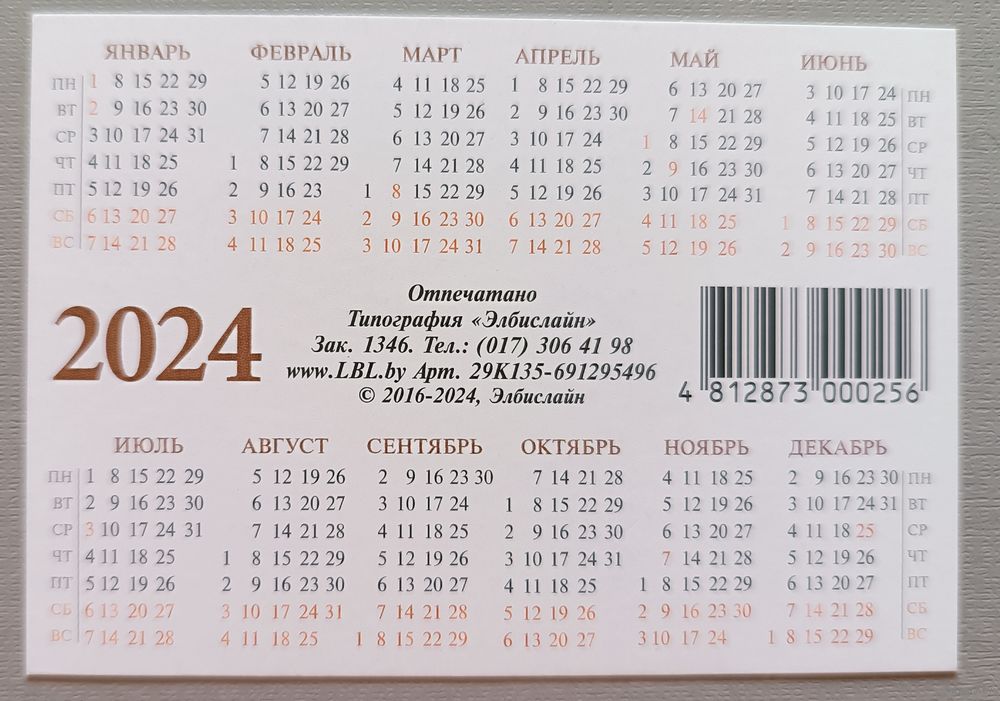 ЯНВАРЬ ФЕВРАЛЬ МАРТ АПРЕЛЬ МАЙ ИЮНЬ
ПН 1 8 15 22 29 5 12 19 26 4 11 18 25 1 8 15 22 29 6 13 20 27 3 10 17 24 ПН
ВТ 2 9 16 23 30 6 13 20 27 5 12 19 26 2 9 16 23 30 7 14 21 28 4 11 18 25 ВТ
СР 3 10 17 24 31 7 14 21 28 6 13 20 27 3 10 17 24 1 8 15 22 29 5 12 19 26 СР
ЧТ 4 11 18 25 1 8 15 22 29 7 14 21 28 4 11 18 25 2 9 16 23 30 6 13 20 27 ЧТ
ПТ 5 12 19 26 2 9 16 23 1 8 15 22 29 5 12 19 26 3 10 17 24 31 7 14 21 28 ПТ
СБ 6 13 20 27 3 10 17 24 2 9 16 23 30 6 13 20 27 4 11 18 25 1 8 15 22 29 СБ
ВС 7 14 21 28 4 11 18 25 3 10 17 24 31 7 14 21 28 5 12 19 26 2 9 16 23 30 ВС
2024
Отпечатано
Типография «Элбислайн»
Зак. 1346. Тел.: (017) 306 41 98
www.LBL.by Арт. 29К135-691295496
© 2016-2024, Элбислайн
4 812873 000256
ИЮЛЬ АВГУСТ СЕНТЯБРЬ ОКТЯБРЬ НОЯБРЬ ДЕКАБРЬ
ПН 1 8 15 22 29 5 12 19 26 2 9 16 23 30 7 14 21 28 4 11 18 25 2 9 16 23 30 ПН
ВТ 2 9 16 23 30 6 13 20 27 3 10 17 24 1 8 15 22 29 5 12 19 26 3 10 17 24 31 ВТ
СР 3 10 17 24 31 7 14 21 28 4 11 18 25 2 9 16 23 30 6 13 20 27 4 11 18 25 СР
ЧТ 4 11 18 25 1 8 15 22 29 5 12 19 26 3 10 17 24 31 7 14 21 28 5 12 19 26 ЧТ
ПТ 5 12 19 26 2 9 16 23 30 6 13 20 27 4 11 18 25 1 8 15 22 29 6 13 20 27 ПТ
СБ 6 13 20 27 3 10 17 24 31 7 14 21 28 5 12 19 26 2 9 16 23 30 7 14 21 28 СБ
ВС 7 14 21 28 4 11 18 25 1 8 15 22 29 6 13 20 27 3 10 17 24 1 8 15 22 29 ВС